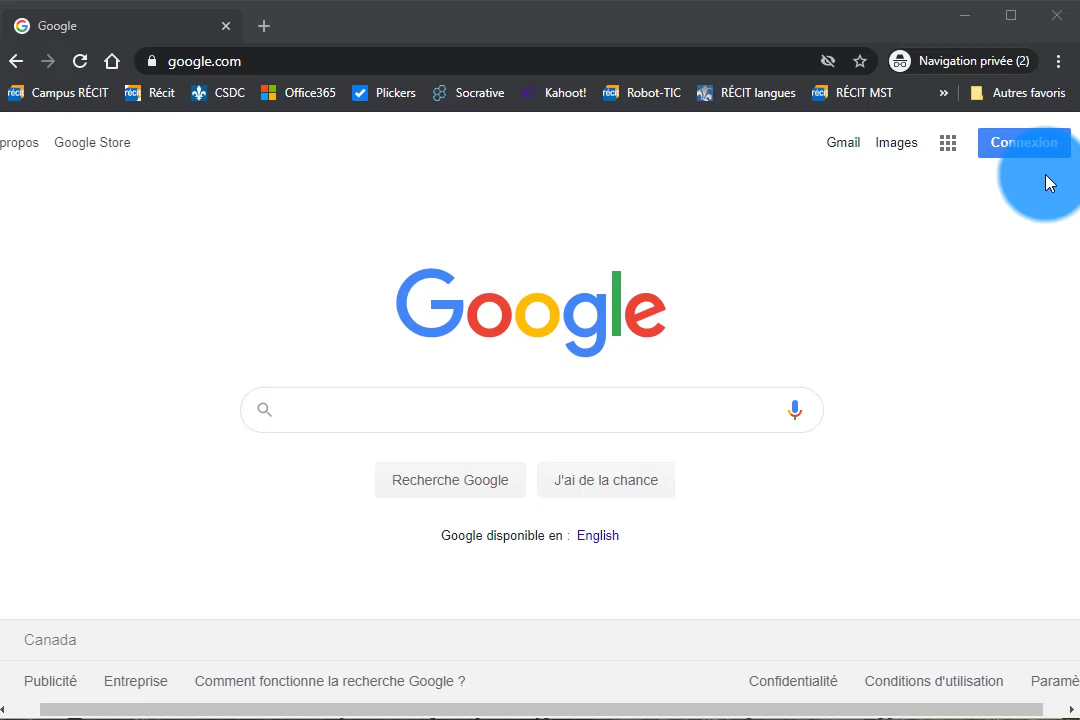 Google
google.com
Navigation privée (2)
Campus RÉCIT
Récit
CSDC
Office365
Plickers
Socrative
Kahoot!
Robot-TIC
RÉCIT langues
RÉCIT MST
»
Autres favoris
propos
Google Store
Gmail
Images
Connexion
Google
Recherche Google
J'ai de la chance
Google disponible en : English
Canada
Publicité
Entreprise
Comment fonctionne la recherche Google ?
Confidentialité
Conditions d'utilisation
Paramè